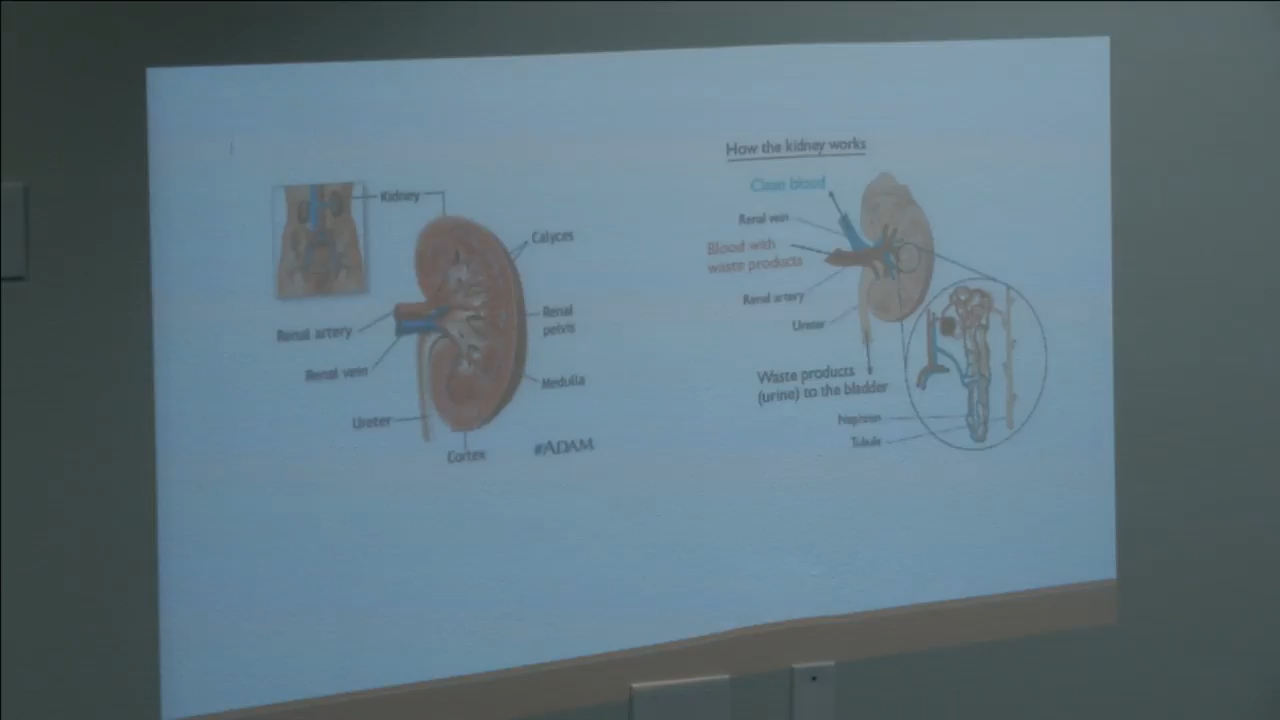 Kidney
Calyces
Renal artery
Renal
pelvis
Renal vein
Medulla
Ureter
Cortex
#ADAM
How the kidney works
Clean blood
Renal vein
Blood with
waste products
Renal artery
Ureter
Waste products
(urine) to the bladder
Nephron
Tubule